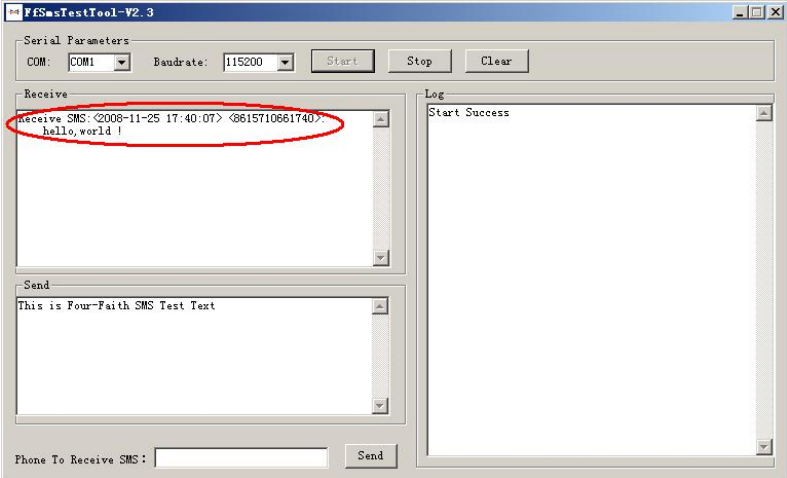 FfSmsTestTool-V2.3
Serial Parameters
COM: COM1 Baudrate: 115200 Start Stop Clear
Receive
Receive SMS:<2008-11-25 17:40:07> <8615710661740>:
hello,world !
Log
Start Success
Send
This is Four-Faith SMS Test Text
Phone To Receive SMS: Send